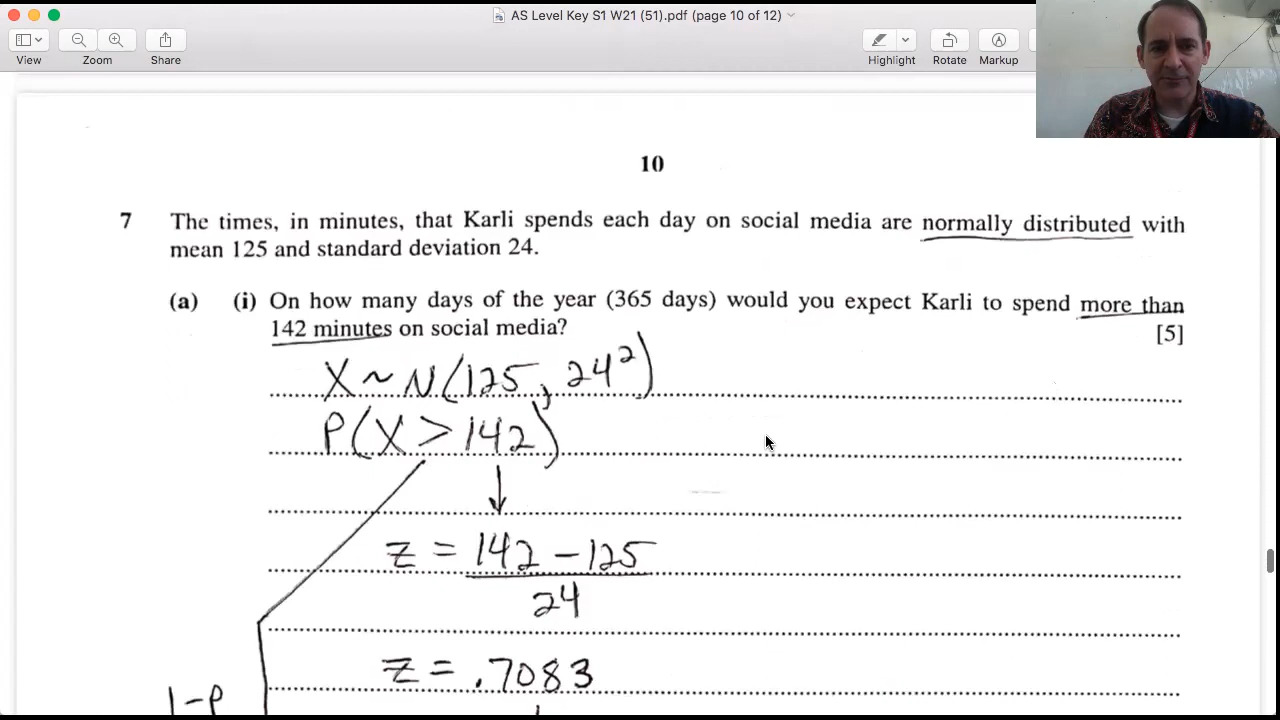 AS Level Key S1 W21 (51).pdf (page 10 of 12)
View Zoom Share Highlight Rotate Markup
10
7 The times, in minutes, that Karli spends each day on social media are normally distributed with
mean 125 and standard deviation 24.
(a) (i) On how many days of the year (365 days) would you expect Karli to spend more than
142 minutes on social media? [5]
X ~ N(125, 24²)
P(X > 142)
z = 142 – 125
24
z = .7083
1-P